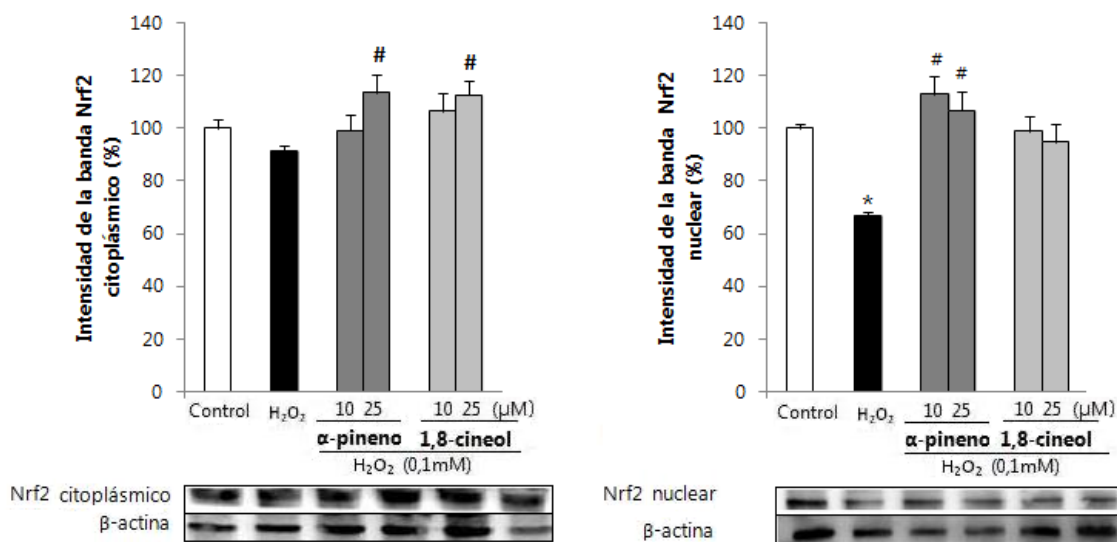 Intensidad de la banda Nrf2
citoplásmico (%)
140
120
100
80
60
40
20
0
#
#
Control
H₂O₂
10 25
10 25 (µM)
α-pineno
1,8-cineol
H₂O₂ (0,1mM)
Nrf2 citoplásmico
β-actina
Intensidad de la banda Nrf2
nuclear (%)
140
120
100
80
60
40
20
0
*
#
#
Control
H₂O₂
10 25
10 25 (µM)
α-pineno
1,8-cineol
H₂O₂ (0,1mM)
Nrf2 nuclear
β-actina